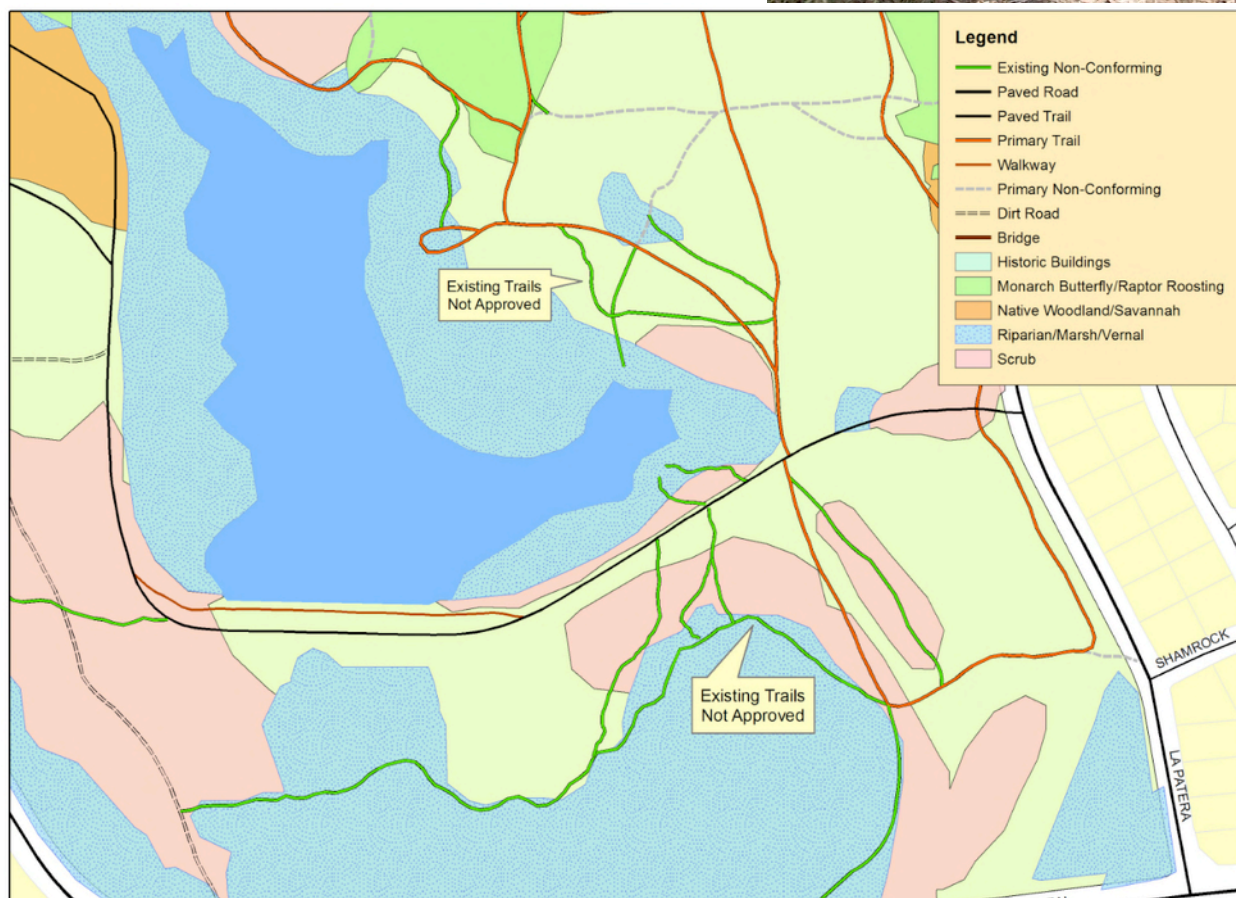 Legend
Existing Non-Conforming
Paved Road
Paved Trail
Primary Trail
Walkway
Primary Non-Conforming
Dirt Road
Bridge
Historic Buildings
Monarch Butterfly/Raptor Roosting
Native Woodland/Savannah
Riparian/Marsh/Vernal
Scrub
Existing Trails
Not Approved
Existing Trails
Not Approved
SHAMROCK
LA PATERA